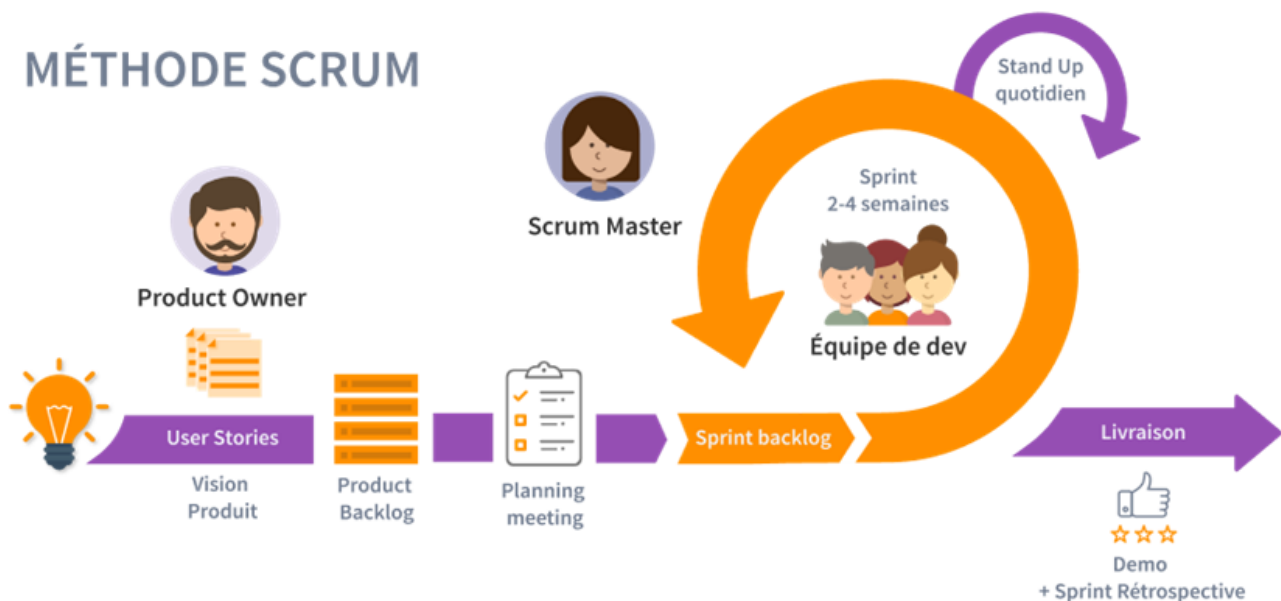 MÉTHODE SCRUM
Stand Up
quotidien
Sprint
2-4 semaines
Scrum Master
Product Owner
Équipe de dev
User Stories
Sprint backlog
Livraison
Vision
Produit
Product
Backlog
Planning
meeting
Demo
+ Sprint Rétrospective